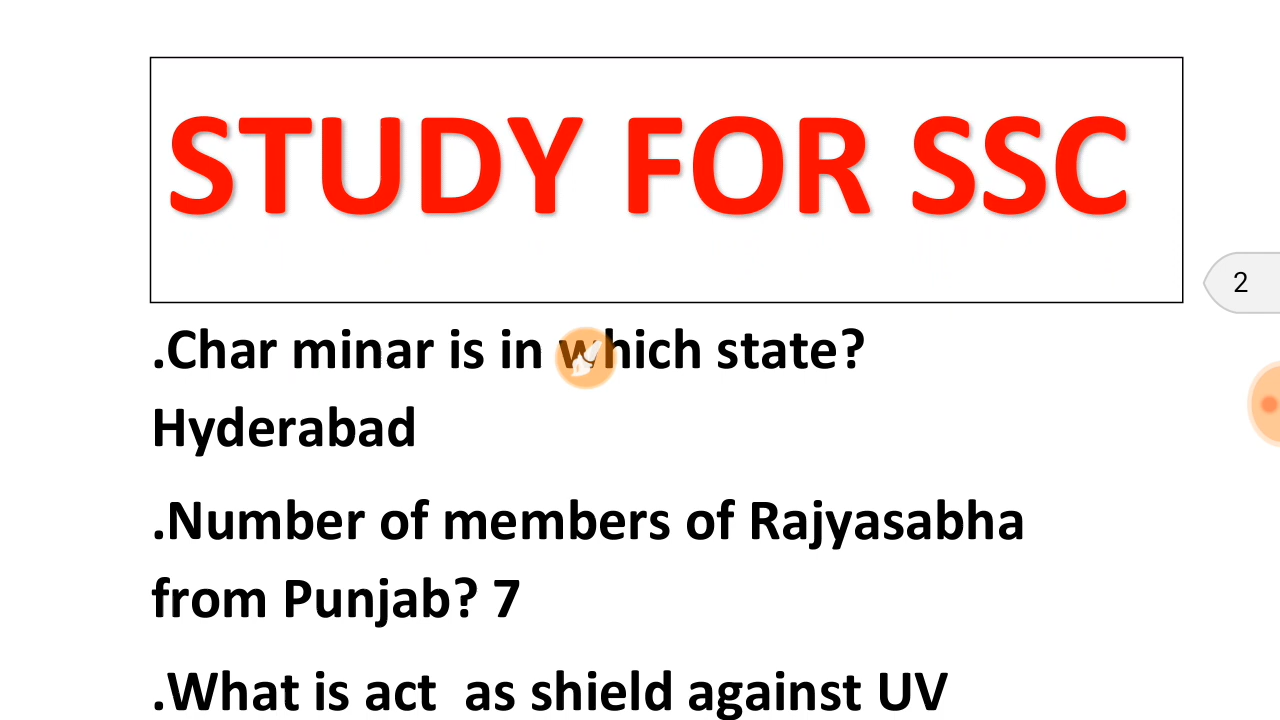 STUDY FOR SSC
.Char minar is in which state?
Hyderabad
.Number of members of Rajyasabha
from Punjab? 7
.What is act  as shield against UV
2